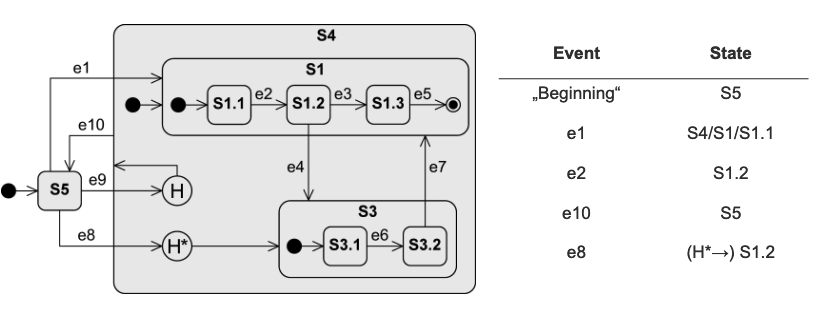 S4
S1
e1
S1.1
e2
S1.2
e3
S1.3
e5
e10
e4
e7
S5
e9
H
S3
e8
H*
S3.1
e6
S3.2
Event State
„Beginning“ S5
e1 S4/S1/S1.1
e2 S1.2
e10 S5
e8 (H*→) S1.2